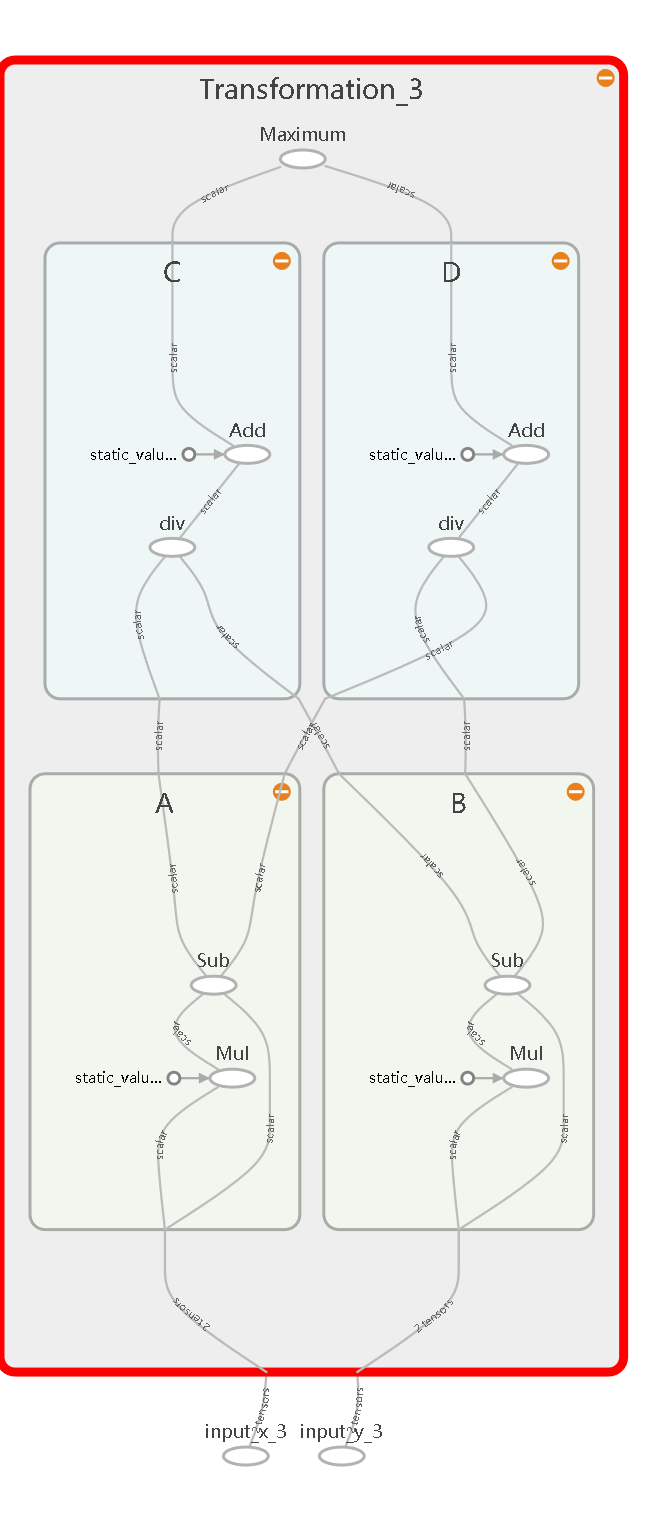 Transformation_3
Maximum
scalar scalar
C D
scalar scalar
Add Add
static_valu... static_valu...
scalar scalar
div div
scalar scalar scalar scalar
scalar scalar scalar scalar
A B
scalar scalar scalar scalar
Sub Sub
scalar scalar
Mul Mul
static_valu... static_valu...
scalar scalar scalar scalar
2 tensors 2 tensors
2 tensors 2 tensors
input_x_3 input_y_3